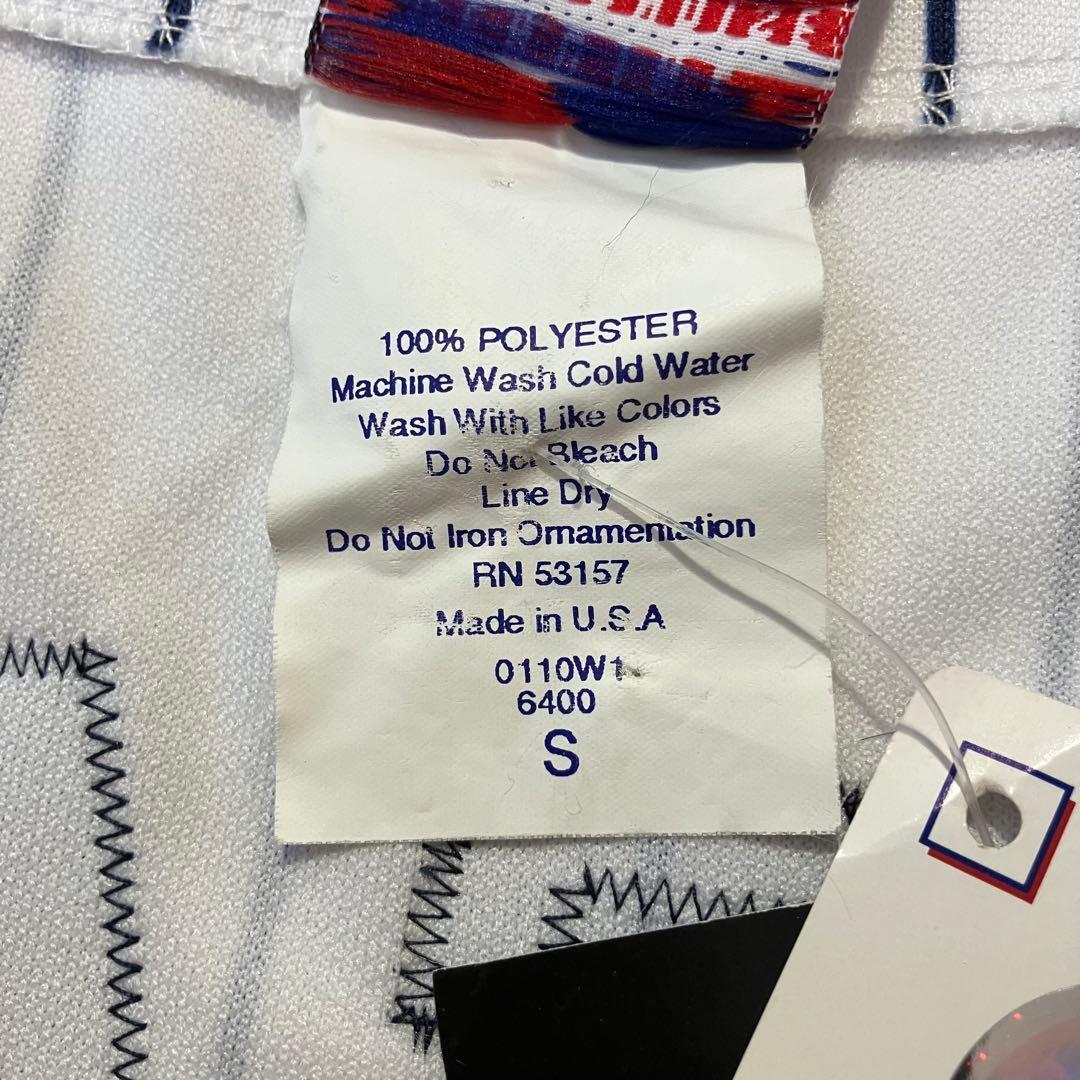 100% POLYESTER
Machine Wash Cold Water
Wash With Like Colors
Do Not Bleach
Line Dry
Do Not Iron Ornamentation
RN 53157
Made in U.S.A
0110W1
6400
S